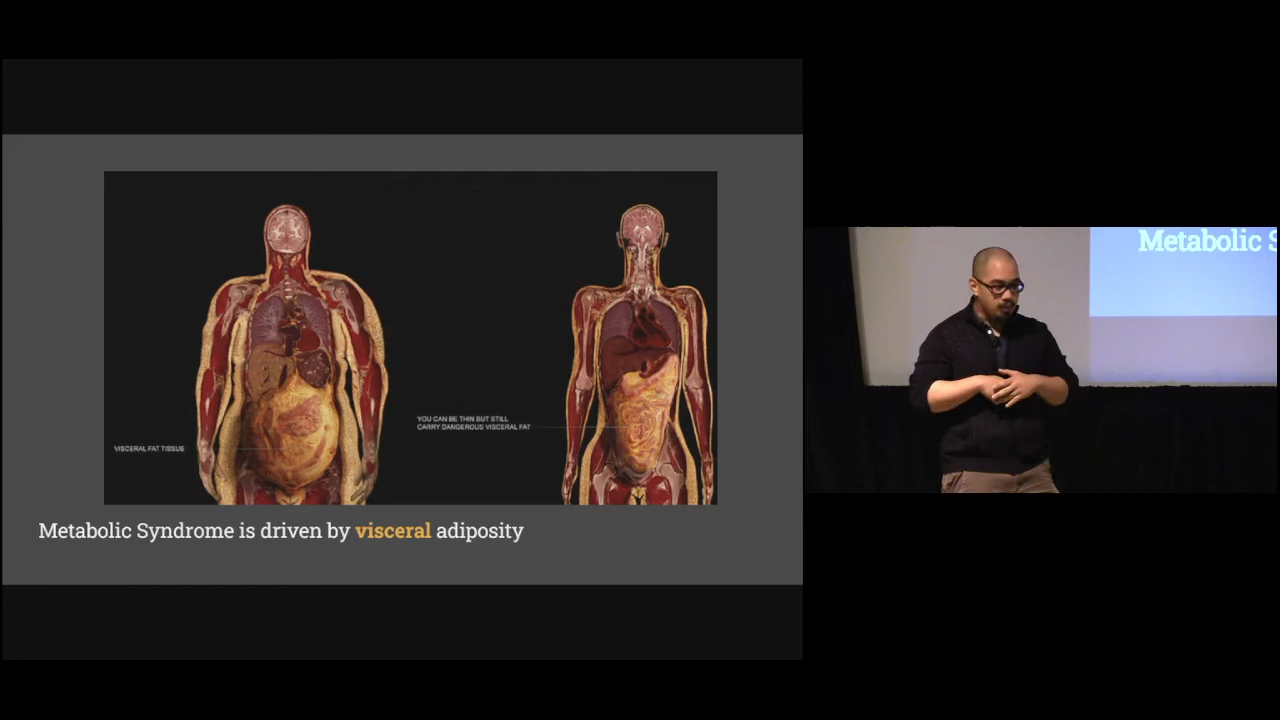 YOU CAN BE THIN BUT STILL
CARRY DANGEROUS VISCERAL FAT
VISCERAL FAT TISSUE
Metabolic Syndrome is driven by visceral adiposity
Metabolic S